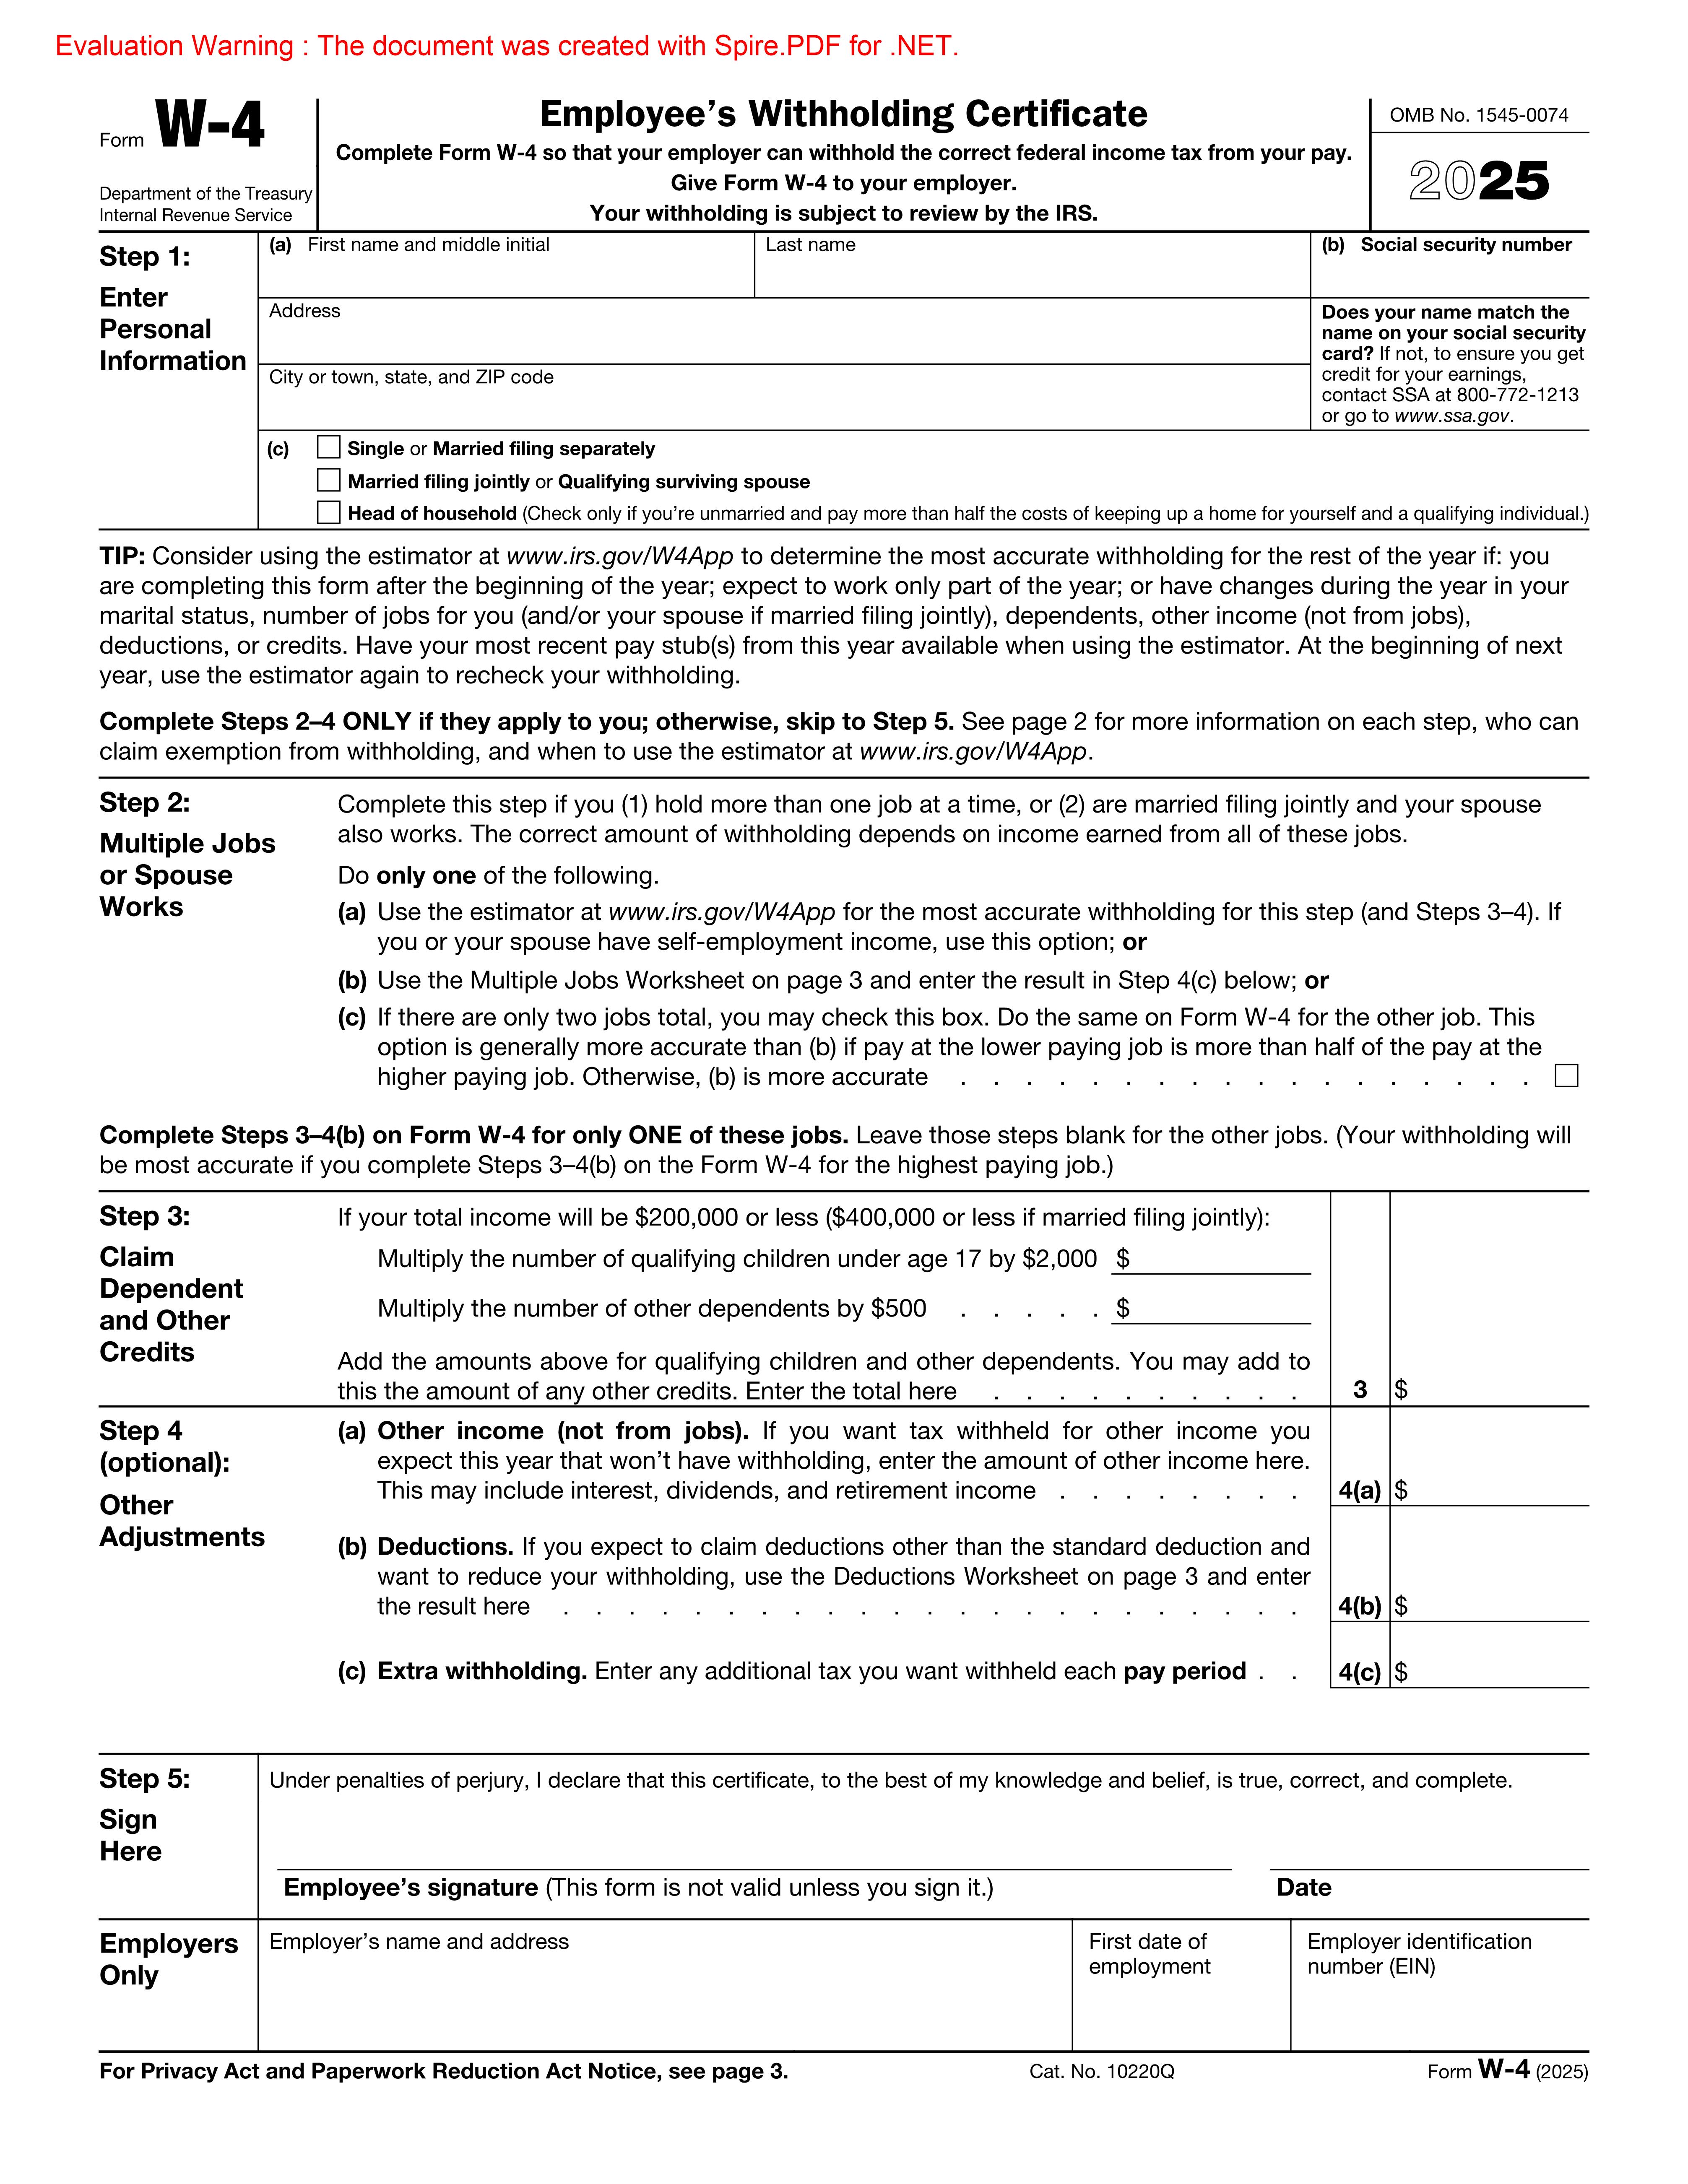 Evaluation Warning : The document was created with Spire.PDF for .NET.
Form W-4
Department of the Treasury
Internal Revenue Service
Employee’s Withholding Certificate
Complete Form W-4 so that your employer can withhold the correct federal income tax from your pay.
Give Form W-4 to your employer.
Your withholding is subject to review by the IRS.
OMB No. 1545-0074
2025
Step 1:
Enter
Personal
Information
(a) First name and middle initial
Last name
(b) Social security number
Address
Does your name match the
name on your social security
card? If not, to ensure you get
credit for your earnings,
contact SSA at 800-772-1213
or go to www.ssa.gov.
City or town, state, and ZIP code
(c) Single or Married filing separately
Married filing jointly or Qualifying surviving spouse
Head of household (Check only if you’re unmarried and pay more than half the costs of keeping up a home for yourself and a qualifying individual.)
TIP: Consider using the estimator at www.irs.gov/W4App to determine the most accurate withholding for the rest of the year if: you
are completing this form after the beginning of the year; expect to work only part of the year; or have changes during the year in your
marital status, number of jobs for you (and/or your spouse if married filing jointly), dependents, other income (not from jobs),
deductions, or credits. Have your most recent pay stub(s) from this year available when using the estimator. At the beginning of next
year, use the estimator again to recheck your withholding.
Complete Steps 2–4 ONLY if they apply to you; otherwise, skip to Step 5. See page 2 for more information on each step, who can
claim exemption from withholding, and when to use the estimator at www.irs.gov/W4App.
Step 2:
Multiple Jobs
or Spouse
Works
Complete this step if you (1) hold more than one job at a time, or (2) are married filing jointly and your spouse
also works. The correct amount of withholding depends on income earned from all of these jobs.
Do only one of the following.
(a) Use the estimator at www.irs.gov/W4App for the most accurate withholding for this step (and Steps 3–4). If
you or your spouse have self-employment income, use this option; or
(b) Use the Multiple Jobs Worksheet on page 3 and enter the result in Step 4(c) below; or
(c) If there are only two jobs total, you may check this box. Do the same on Form W-4 for the other job. This
option is generally more accurate than (b) if pay at the lower paying job is more than half of the pay at the
higher paying job. Otherwise, (b) is more accurate . . . . . . . . . . . . . . . . . .
Complete Steps 3–4(b) on Form W-4 for only ONE of these jobs. Leave those steps blank for the other jobs. (Your withholding will
be most accurate if you complete Steps 3–4(b) on the Form W-4 for the highest paying job.)
Step 3:
Claim
Dependent
and Other
Credits
If your total income will be $200,000 or less ($400,000 or less if married filing jointly):
Multiply the number of qualifying children under age 17 by $2,000 $
Multiply the number of other dependents by $500 . . . . . $
Add the amounts above for qualifying children and other dependents. You may add to
this the amount of any other credits. Enter the total here . . . . . . . . . . 3 $
Step 4
(optional):
Other
Adjustments
(a) Other income (not from jobs). If you want tax withheld for other income you
expect this year that won’t have withholding, enter the amount of other income here.
This may include interest, dividends, and retirement income . . . . . . . . 4(a) $
(b) Deductions. If you expect to claim deductions other than the standard deduction and
want to reduce your withholding, use the Deductions Worksheet on page 3 and enter
the result here . . . . . . . . . . . . . . . . . . . . . . . 4(b) $
(c) Extra withholding. Enter any additional tax you want withheld each pay period . . 4(c) $
Step 5:
Sign
Here
Under penalties of perjury, I declare that this certificate, to the best of my knowledge and belief, is true, correct, and complete.
Employee’s signature (This form is not valid unless you sign it.)
Date
Employers
Only
Employer’s name and address
First date of
employment
Employer identification
number (EIN)
For Privacy Act and Paperwork Reduction Act Notice, see page 3.
Cat. No. 10220Q
Form W-4 (2025)